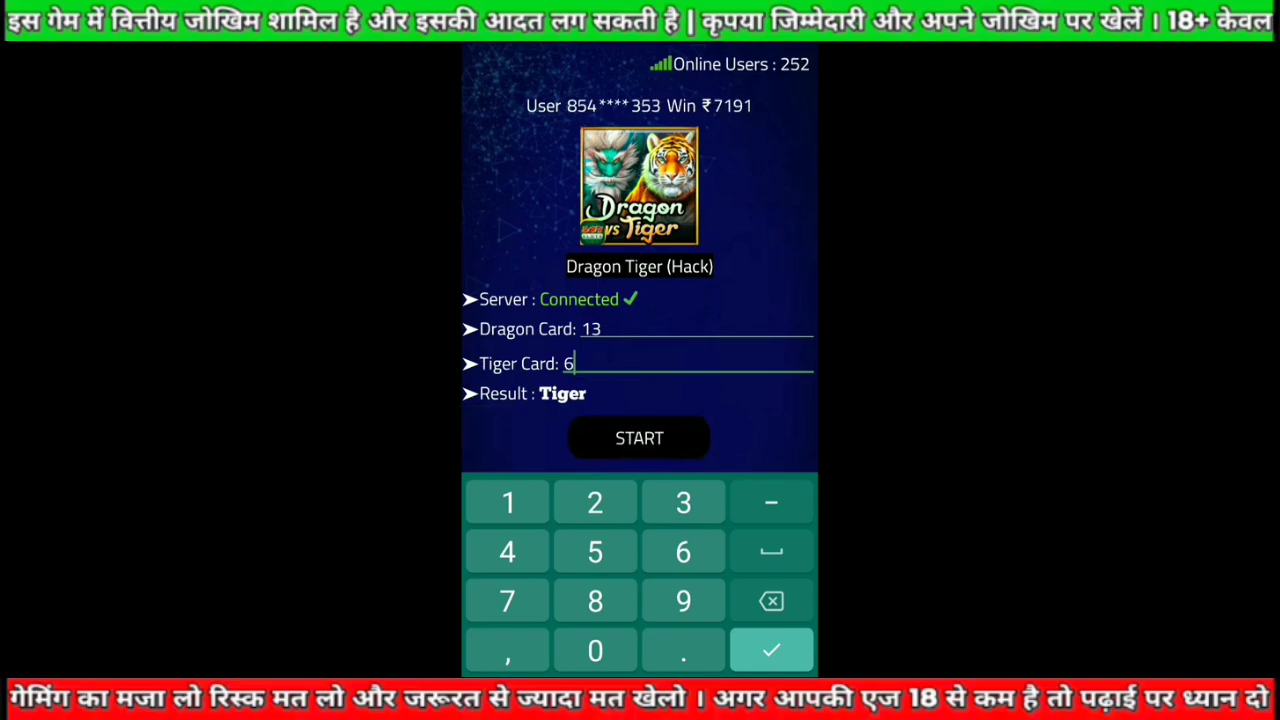 इस गेम में वित्तीय जोखिम शामिल है और इसकी आदत लग सकती है | कृपया जिम्मेदारी और अपने जोखिम पर खेलें । 18+ केवल
Online Users : 252
User 854****353 Win ₹7191
Dragon
vs Tiger
Dragon Tiger (Hack)
➤Server : Connected ✓
➤Dragon Card: 13
➤Tiger Card: 6
➤Result : Tiger
START
1 2 3 -
4 5 6
7 8 9
, 0 .
गेमिंग का मजा लो रिस्क मत लो और जरूरत से ज्यादा मत खेलो । अगर आपकी एज 18 से कम है तो पढ़ाई पर ध्यान दो